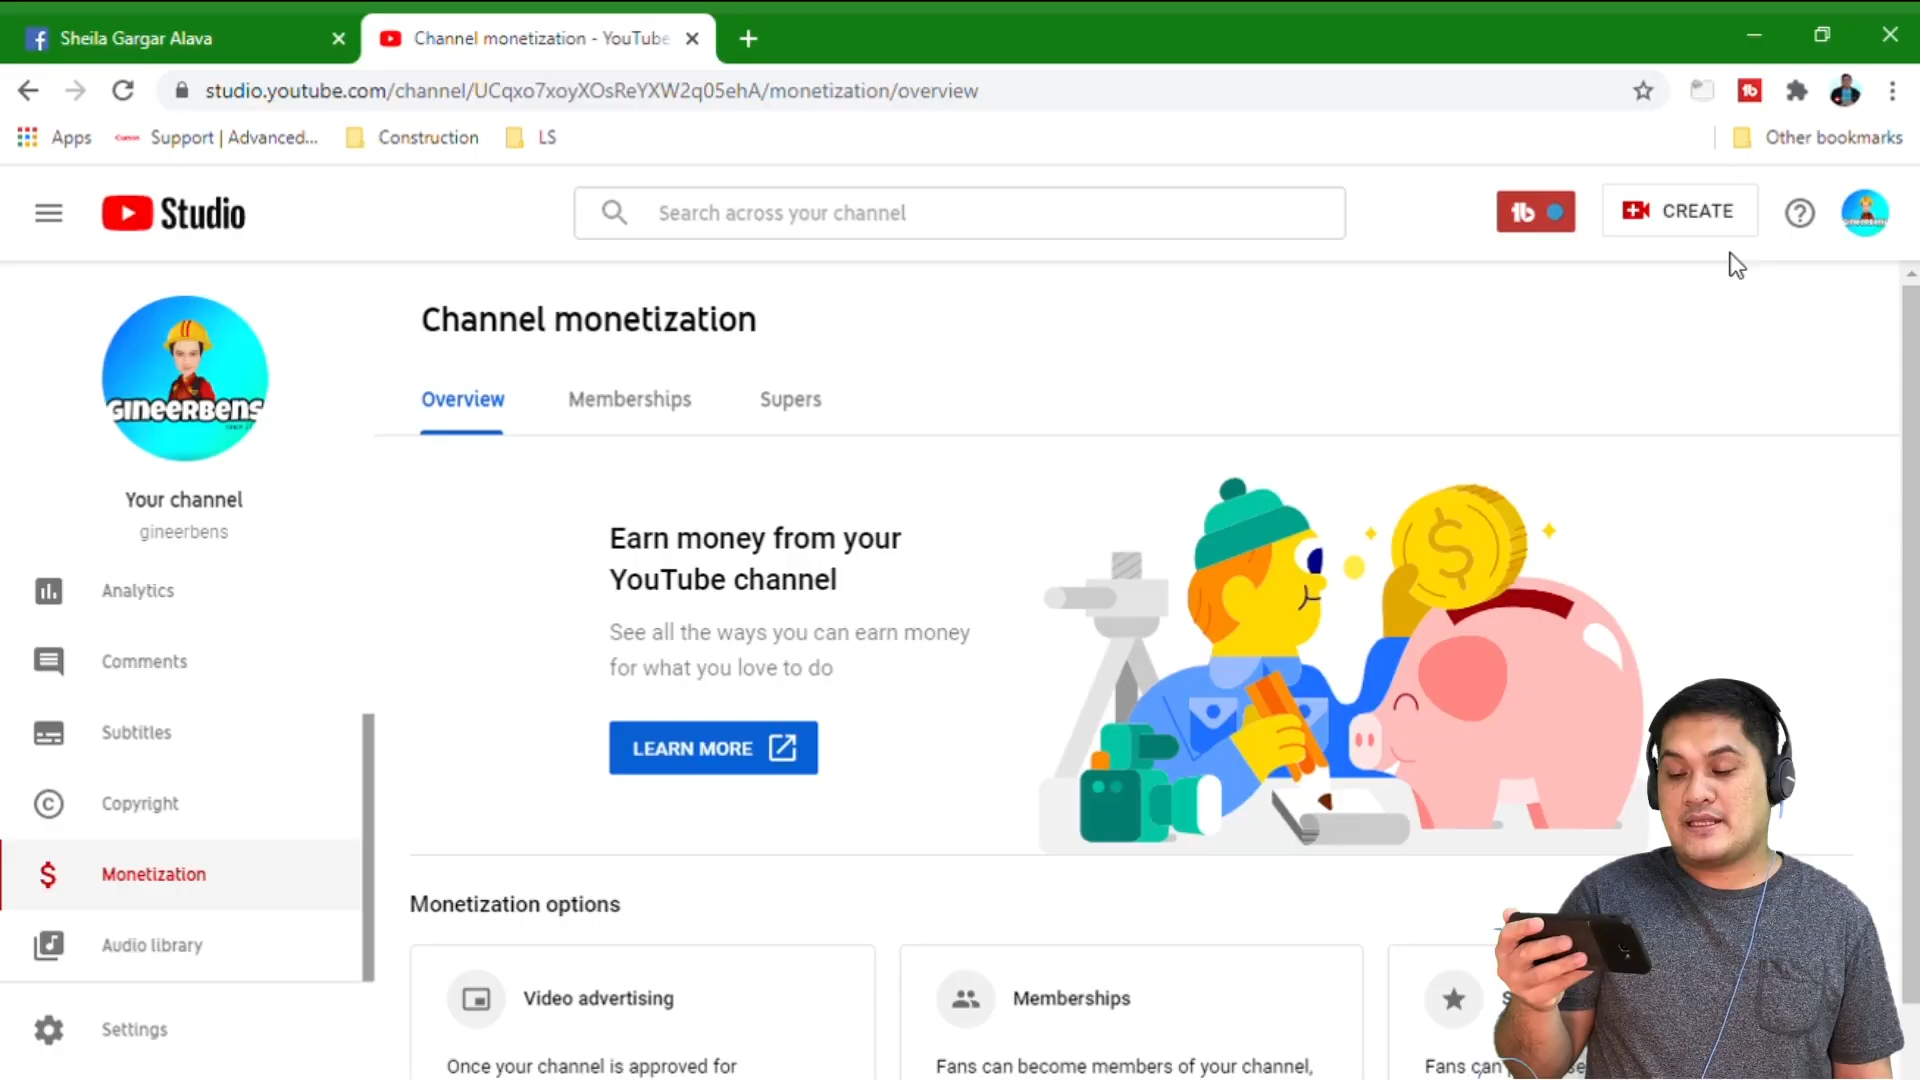 Sheila Gargar Alava
Channel monetization - YouTube
studio.youtube.com/channel/UCqxo7xoyXOsReYXW2q05ehA/monetization/overview
Apps
Canon
Support | Advanced...
Construction
LS
Other bookmarks
Studio
Search across your channel
CREATE
GINEERBENS
Channel monetization
Overview
Memberships
Supers
Your channel
gineerbens
Earn money from your
YouTube channel
See all the ways you can earn money
for what you love to do
LEARN MORE
Analytics
Comments
Subtitles
Copyright
Monetization
Audio library
Settings
Monetization options
Video advertising
Once your channel is approved for
Memberships
Fans can become members of your channel,
Fans can